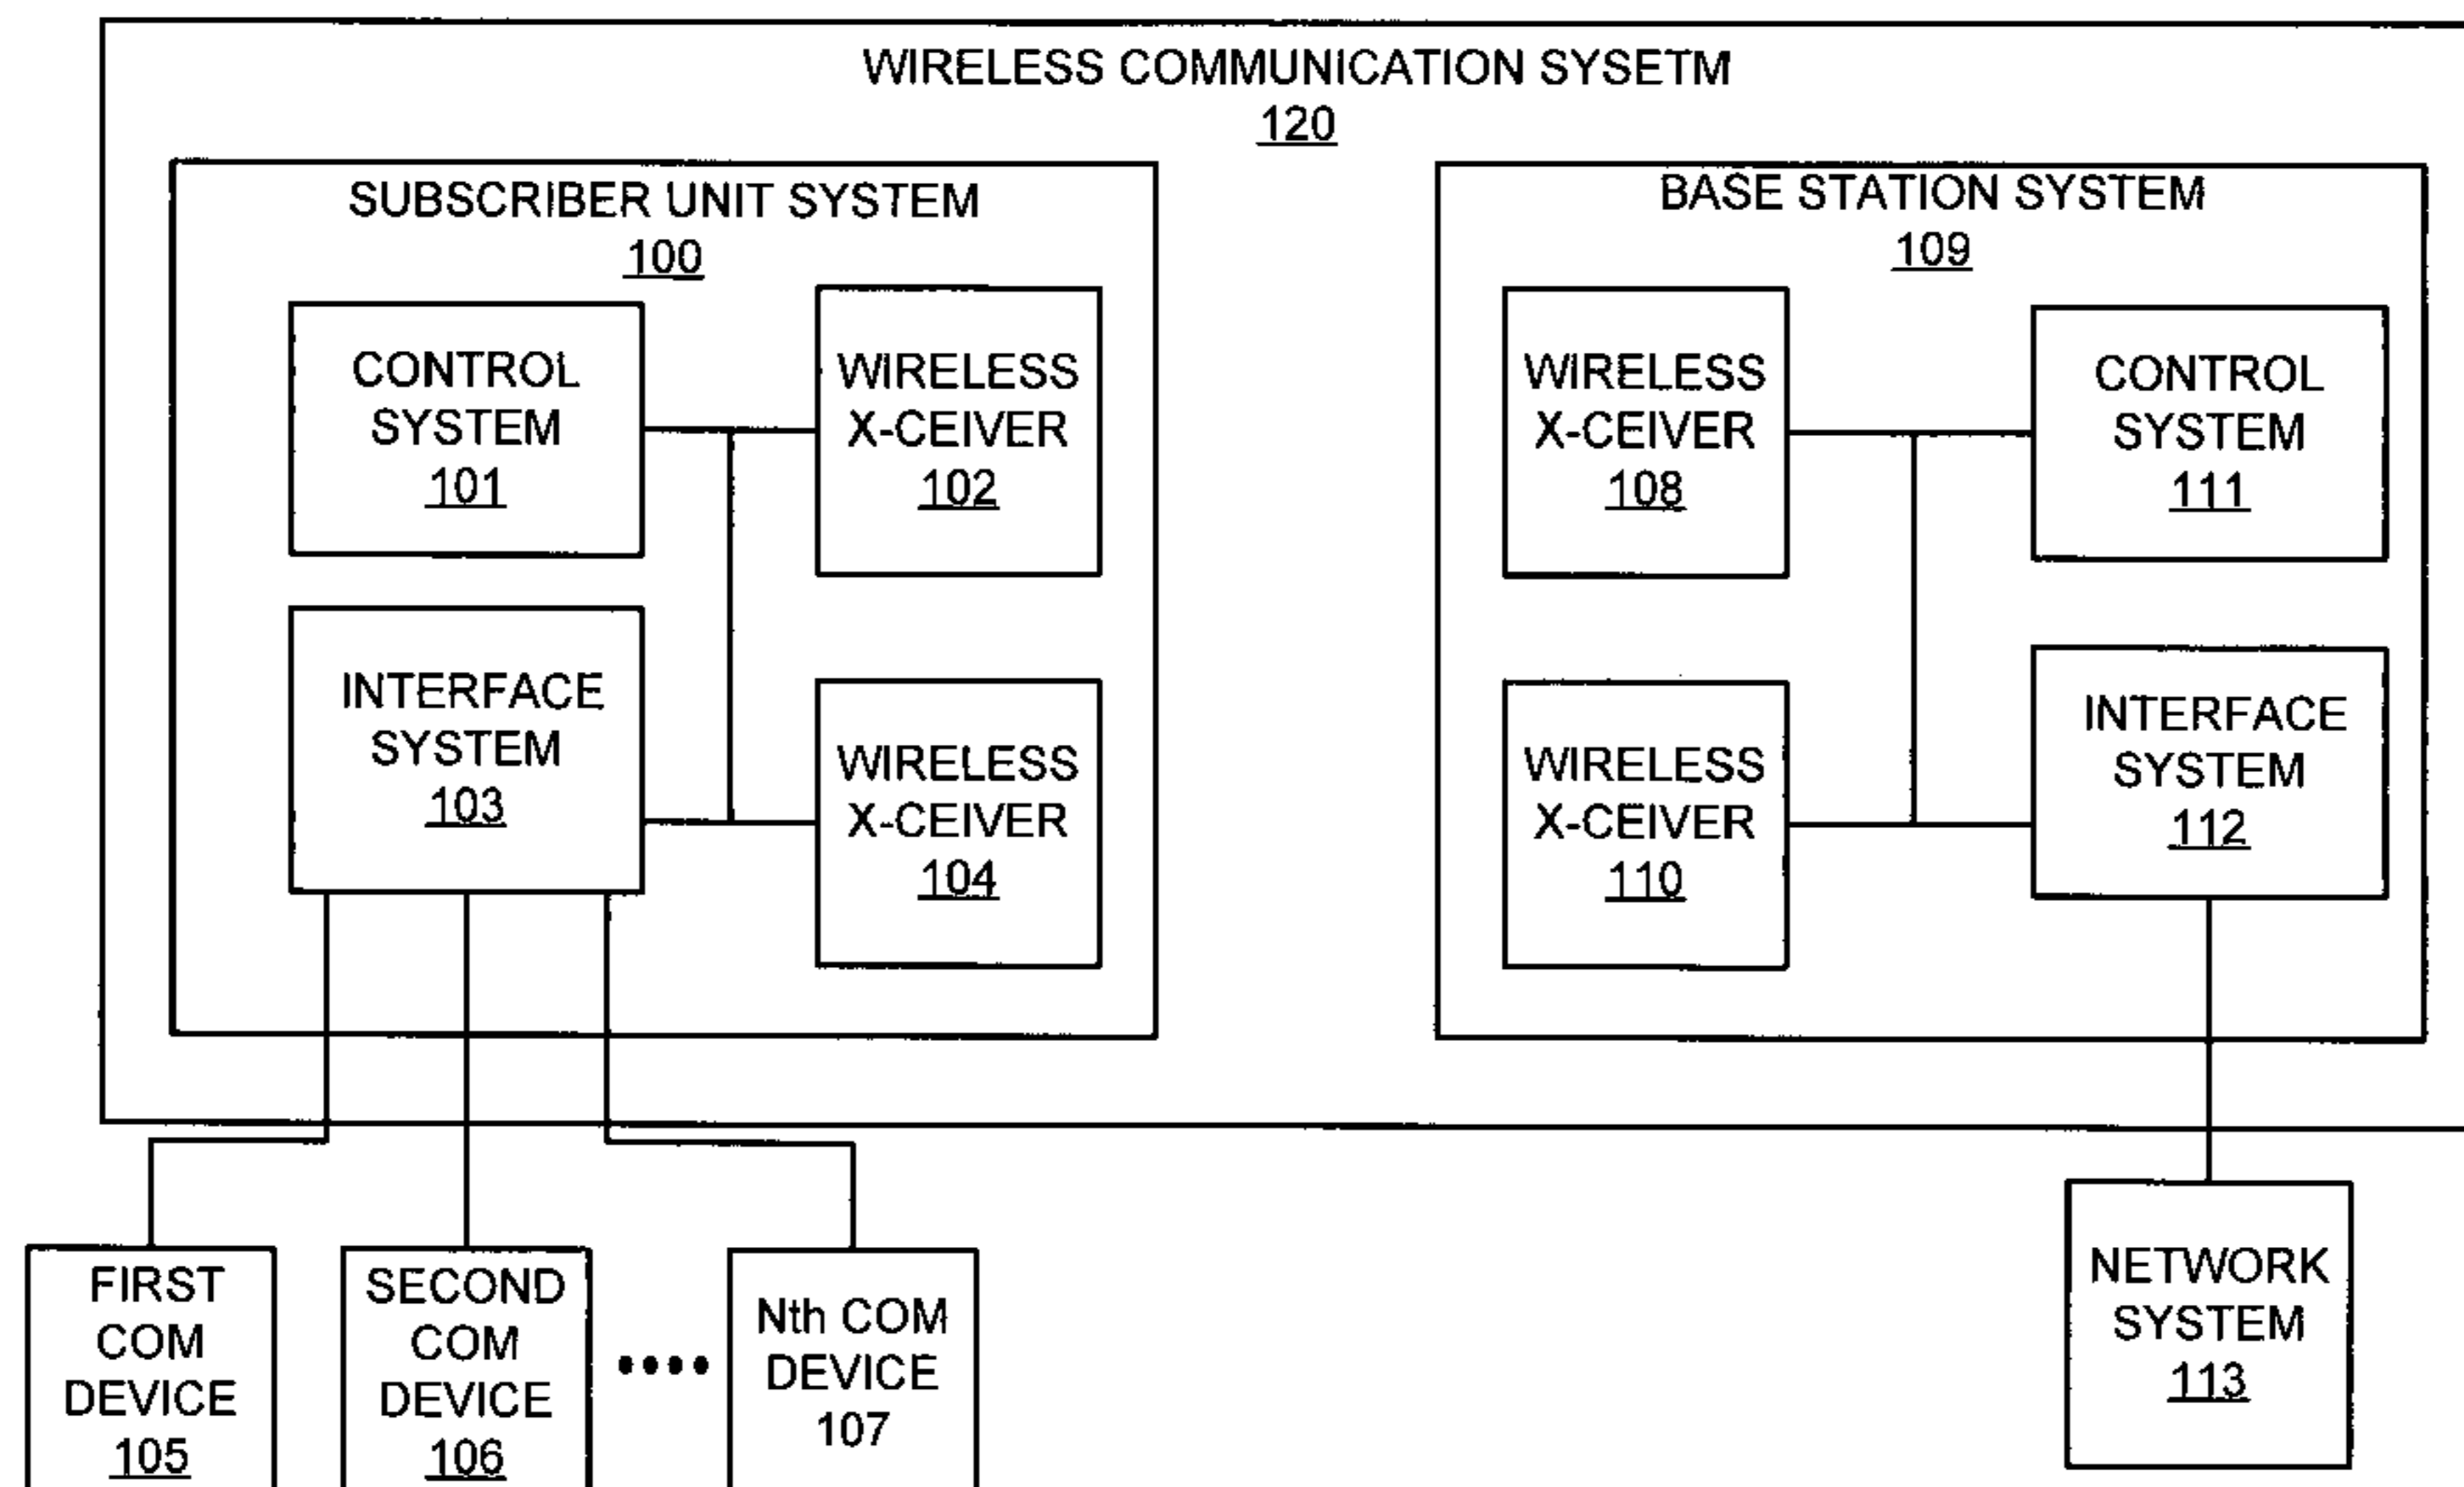 WIRELESS COMMUNICATION SYSETM
120
SUBSCRIBER UNIT SYSTEM
100
CONTROL
SYSTEM
101
WIRELESS
X-CEIVER
102
INTERFACE
SYSTEM
103
WIRELESS
X-CEIVER
104
BASE STATION SYSTEM
109
WIRELESS
X-CEIVER
108
CONTROL
SYSTEM
111
WIRELESS
X-CEIVER
110
INTERFACE
SYSTEM
112
FIRST
COM
DEVICE
105
SECOND
COM
DEVICE
106
Nth COM
DEVICE
107
NETWORK
SYSTEM
113